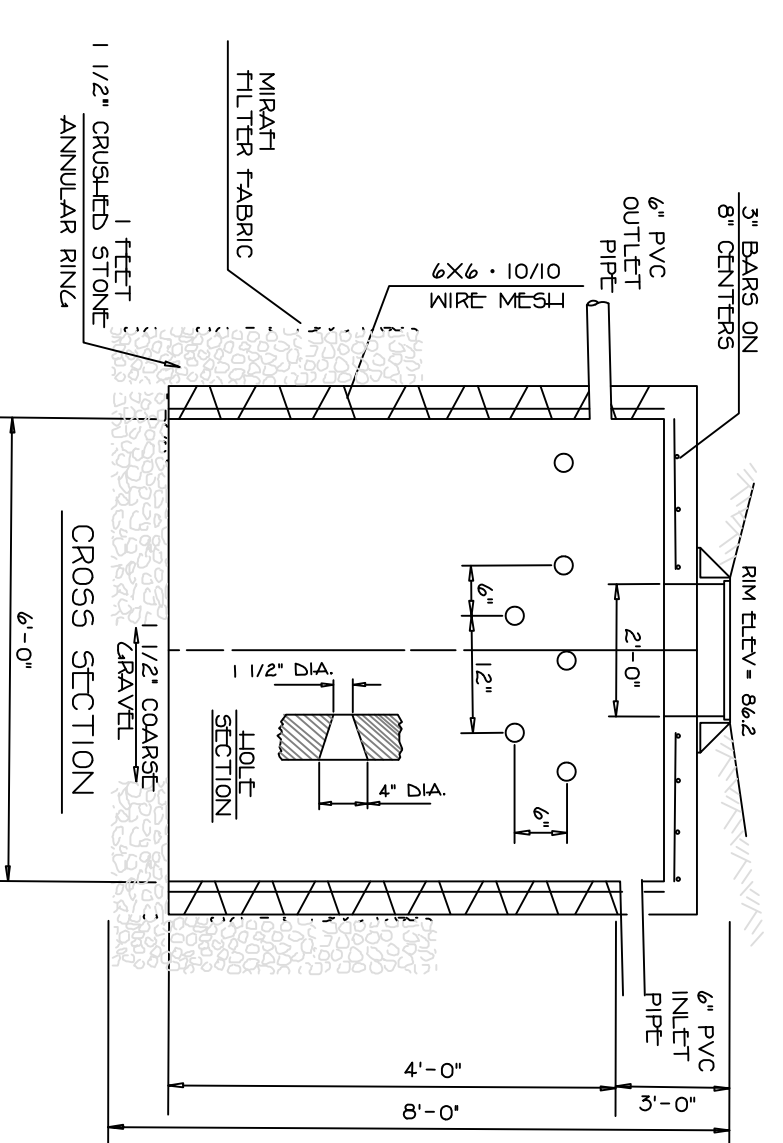 3" BARS ON
8" CENTERS
RIM ELEV= 86.2
6" PVC
OUTLET
PIPE
6" PVC
INLET
PIPE
6X6 • 10/10
WIRE MESH
MIRAFI
FILTER FABRIC
1 FEET
1 1/2" CRUSHED STONE
ANNULAR RING
2'-0"
6"
12"
6"
1 1/2" DIA.
4" DIA.
HOLE
SECTION
1 1/2" COARSE
GRAVEL
CROSS SECTION
6'-0"
4'-0"
3'-0"
8'-0"